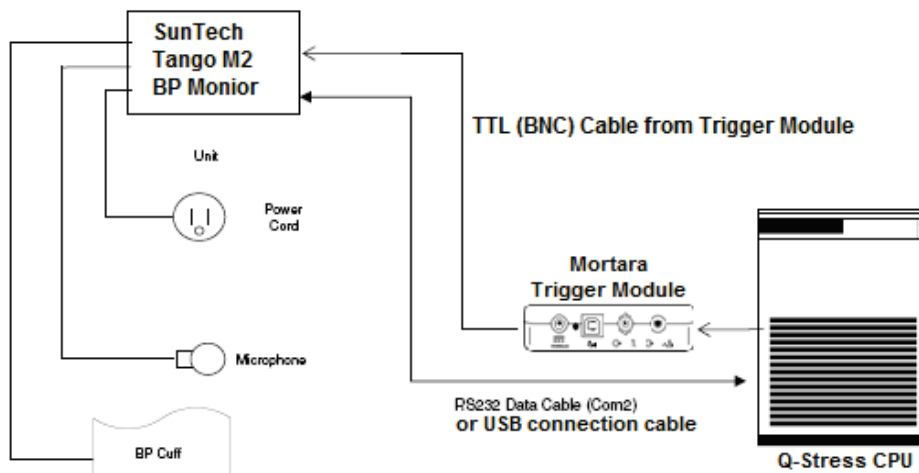 SunTech
Tango M2
BP Monior
TTL (BNC) Cable from Trigger Module
Unit
Power
Cord
Mortara
Trigger Module
Microphone
RS232 Data Cable (Com2)
or USB connection cable
BP Cuff
Q-Stress CPU